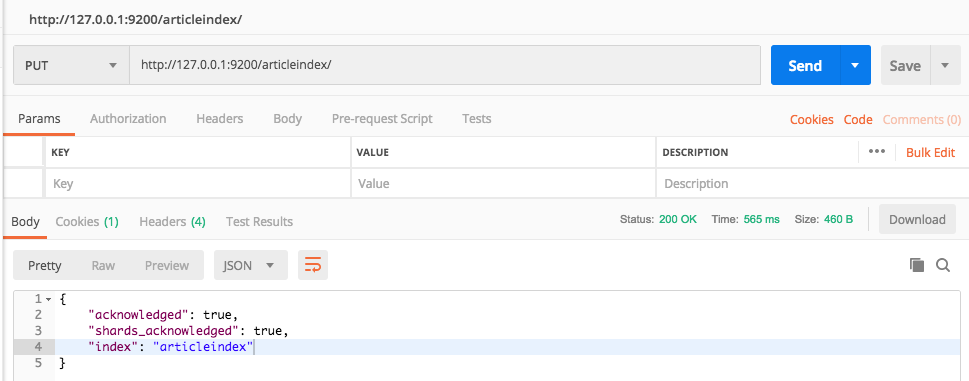 http://127.0.0.1:9200/articleindex/
PUT http://127.0.0.1:9200/articleindex/ Send Save
Params Authorization Headers Body Pre-request Script Tests Cookies Code Comments (0)
KEY VALUE DESCRIPTION ••• Bulk Edit
Key Value Description
Body Cookies (1) Headers (4) Test Results Status: 200 OK Time: 565 ms Size: 460 B Download
Pretty Raw Preview JSON
1 {
2 "acknowledged": true,
3 "shards_acknowledged": true,
4 "index": "articleindex"
5 }